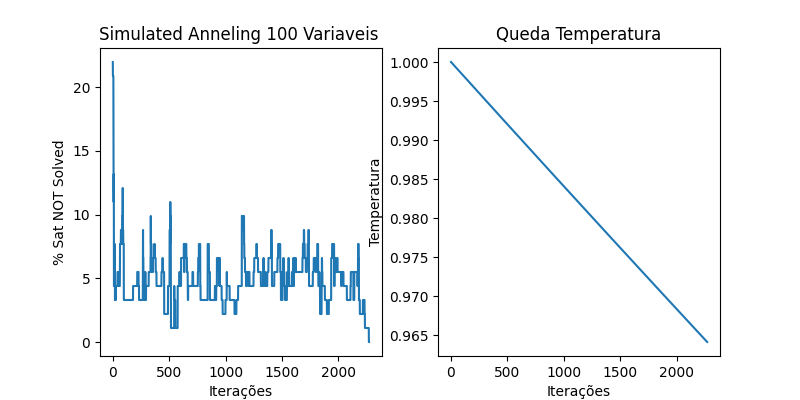 Simulated Anneling 100 Variaveis
% Sat NOT Solved
20
15
10
5
0
0 500 1000 1500 2000
Iterações
Queda Temperatura
Temperatura
1.000
0.995
0.990
0.985
0.980
0.975
0.970
0.965
0 500 1000 1500 2000
Iterações